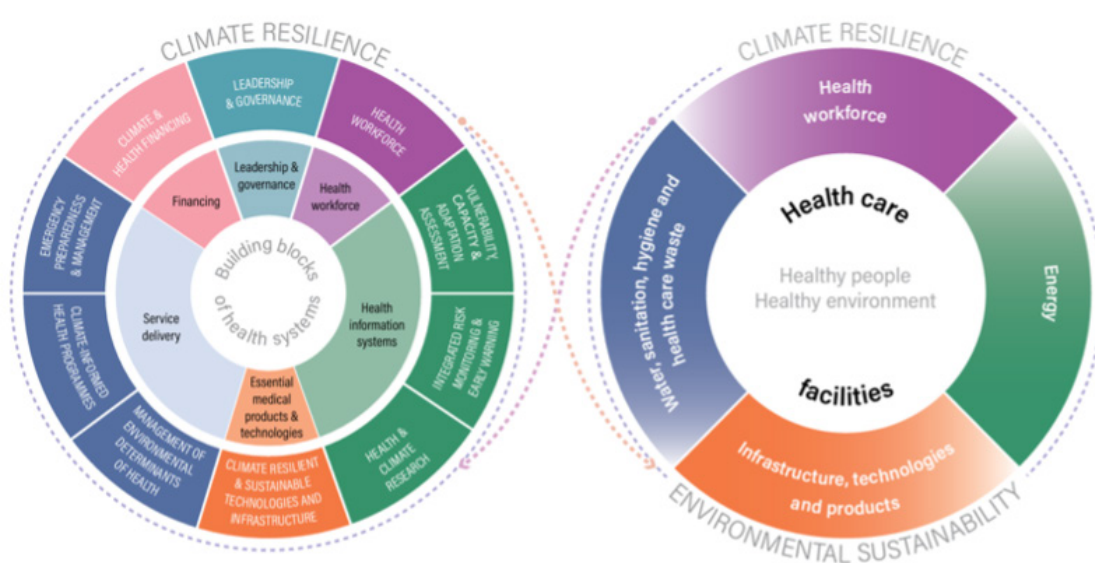 CLIMATE RESILIENCE
LEADERSHIP
& GOVERNANCE
HEALTH
WORKFORCE
VULNERABILITY,
CAPACITY &
ADAPTATION
ASSESSMENT
INTEGRATED RISK
MONITORING &
EARLY WARNING
HEALTH &
CLIMATE
RESEARCH
CLIMATE RESILIENT
& SUSTAINABLE
TECHNOLOGIES AND
INFRASTRUCTURE
MANAGEMENT OF
ENVIRONMENTAL
DETERMINANTS
OF HEALTH
CLIMATE-INFORMED
HEALTH PROGRAMMES
EMERGENCY
PREPAREDNESS
& MANAGEMENT
CLIMATE &
HEALTH FINANCING
Leadership &
governance
Health
workforce
Health
information
systems
Essential
medical
products &
technologies
Service
delivery
Financing
Building blocks
of health systems
CLIMATE RESILIENCE
Health
workforce
Energy
Infrastructure, technologies
and products
Water, sanitation, hygiene and
health care waste
Health care
Healthy people
Healthy environment
facilities
ENVIRONMENTAL SUSTAINABILITY